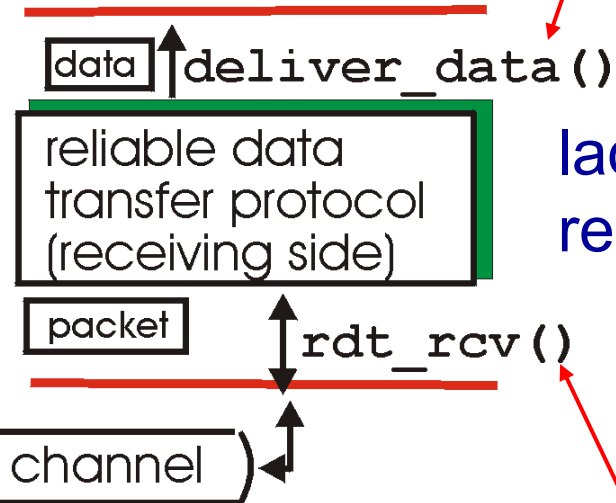 data deliver_data()
reliable data
transfer protocol
(receiving side)
packet rdt_rcv()
channel